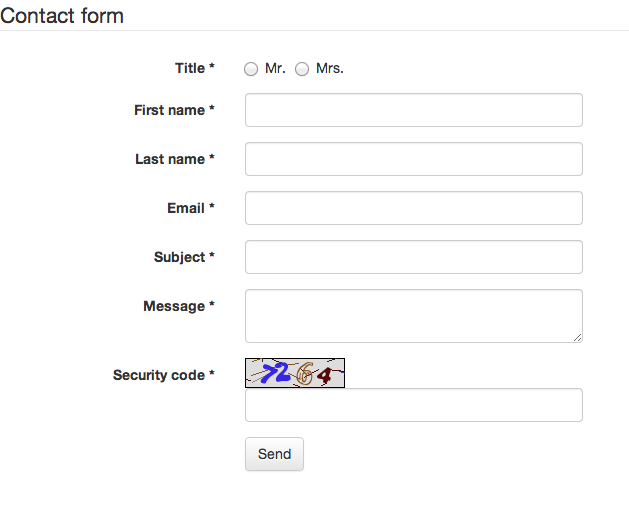 Contact form
Title * Mr. Mrs.
First name *
Last name *
Email *
Subject *
Message *
Security code * 7264
Send